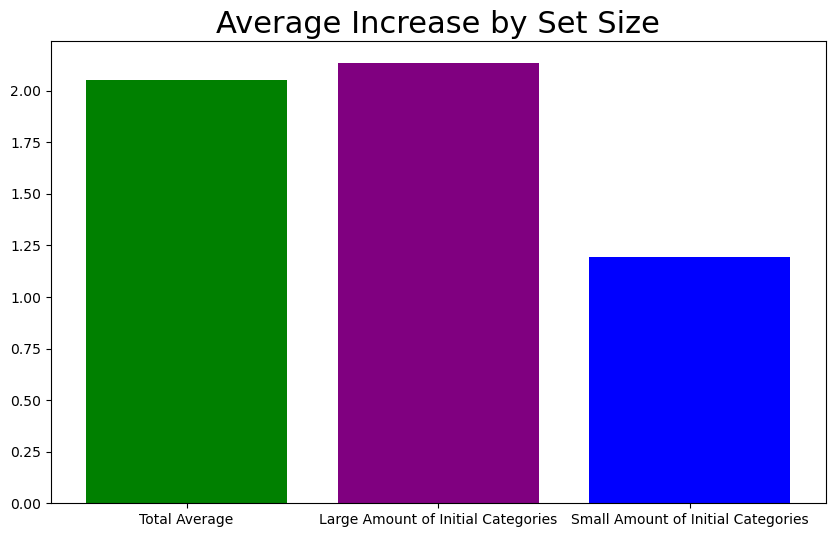 Average Increase by Set Size
2.00
1.75
1.50
1.25
1.00
0.75
0.50
0.25
0.00
Total Average
Large Amount of Initial Categories
Small Amount of Initial Categories